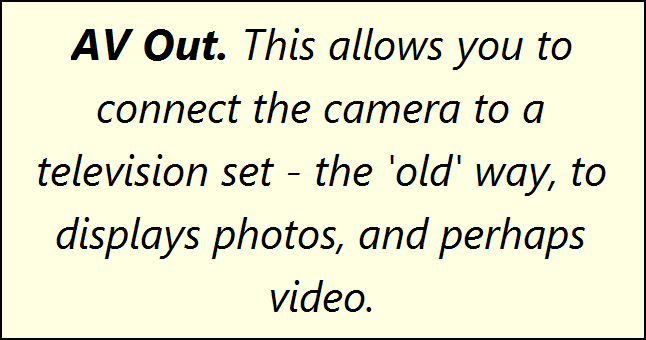 AV Out. This allows you to
connect the camera to a
television set - the 'old' way, to
displays photos, and perhaps
video.